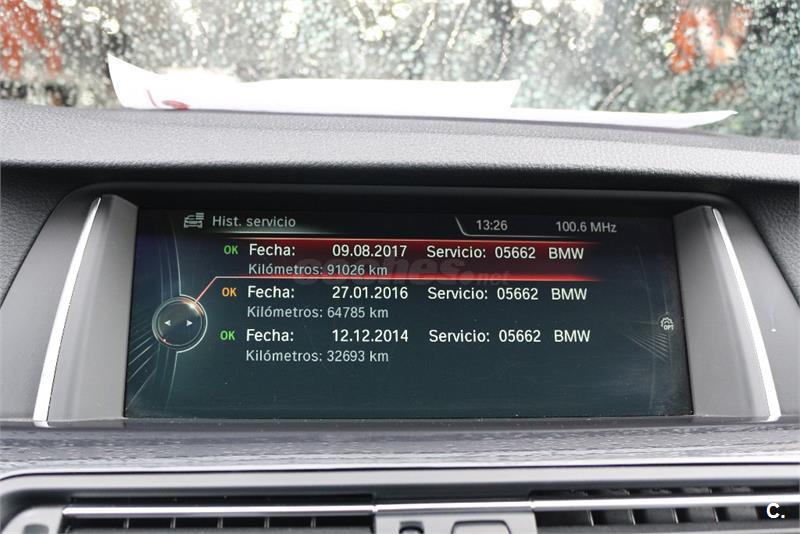 Hist. servicio 13:26 100.6 MHz
OK Fecha: 09.08.2017 Servicio: 05662 BMW
Kilómetros: 91026 km
coches.net
OK Fecha: 27.01.2016 Servicio: 05662 BMW
Kilómetros: 64785 km
OPT
OK Fecha: 12.12.2014 Servicio: 05662 BMW
Kilómetros: 32693 km
C.